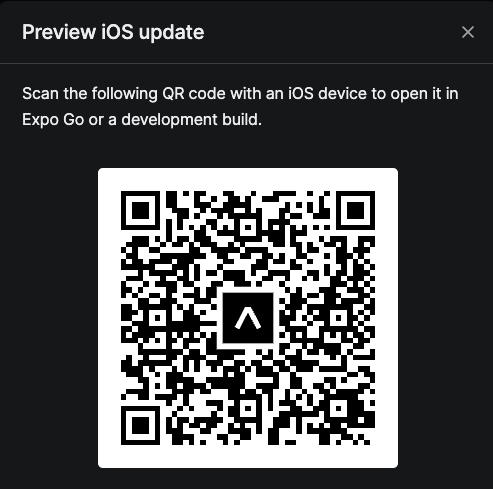 Preview iOS update
Scan the following QR code with an iOS device to open it in
Expo Go or a development build.